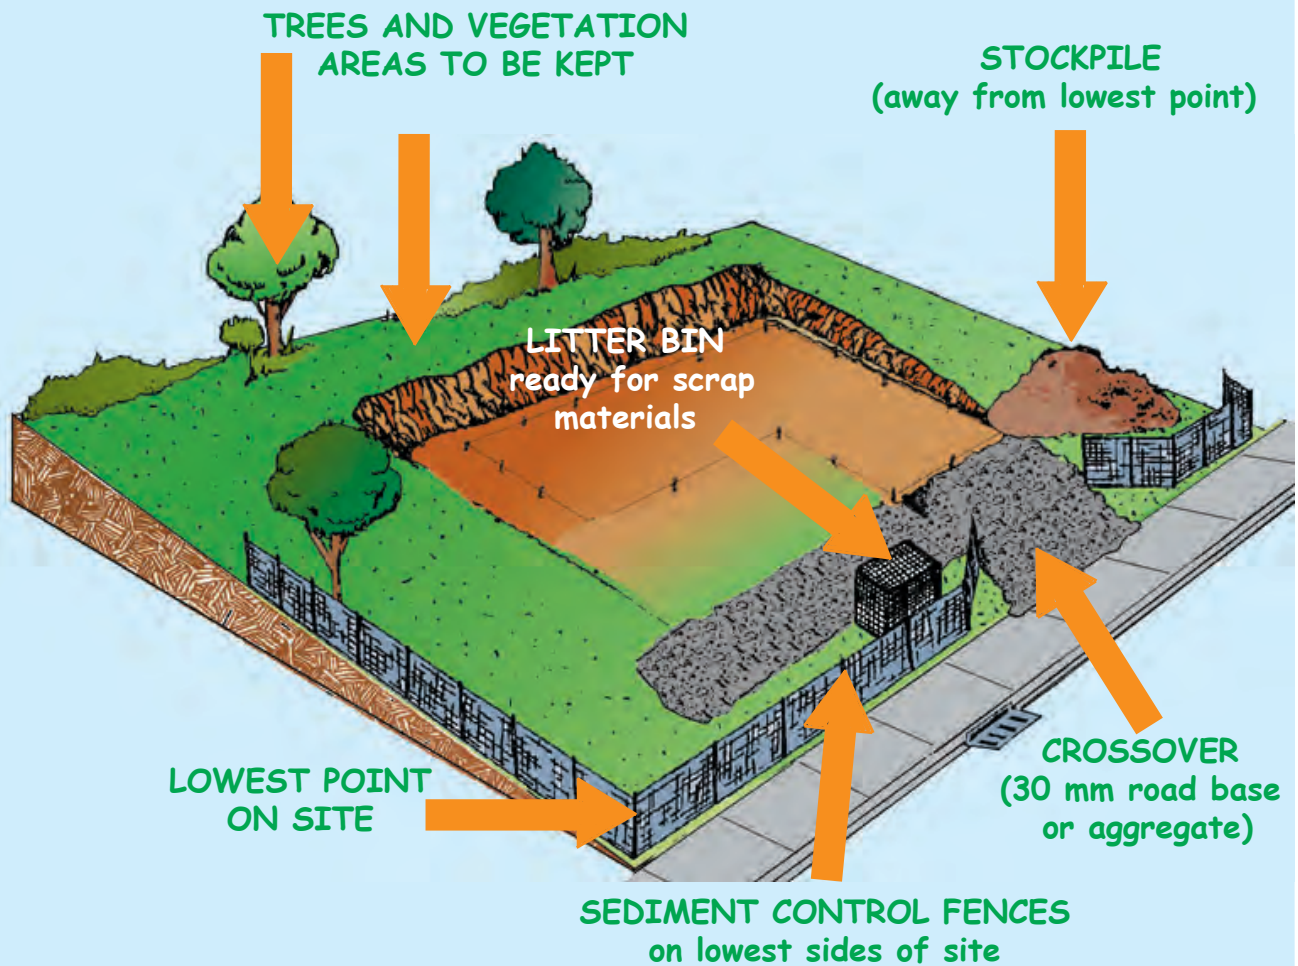 TREES AND VEGETATION
AREAS TO BE KEPT
STOCKPILE
(away from lowest point)
LITTER BIN
ready for scrap
materials
LOWEST POINT
ON SITE
CROSSOVER
(30 mm road base
or aggregate)
SEDIMENT CONTROL FENCES
on lowest sides of site